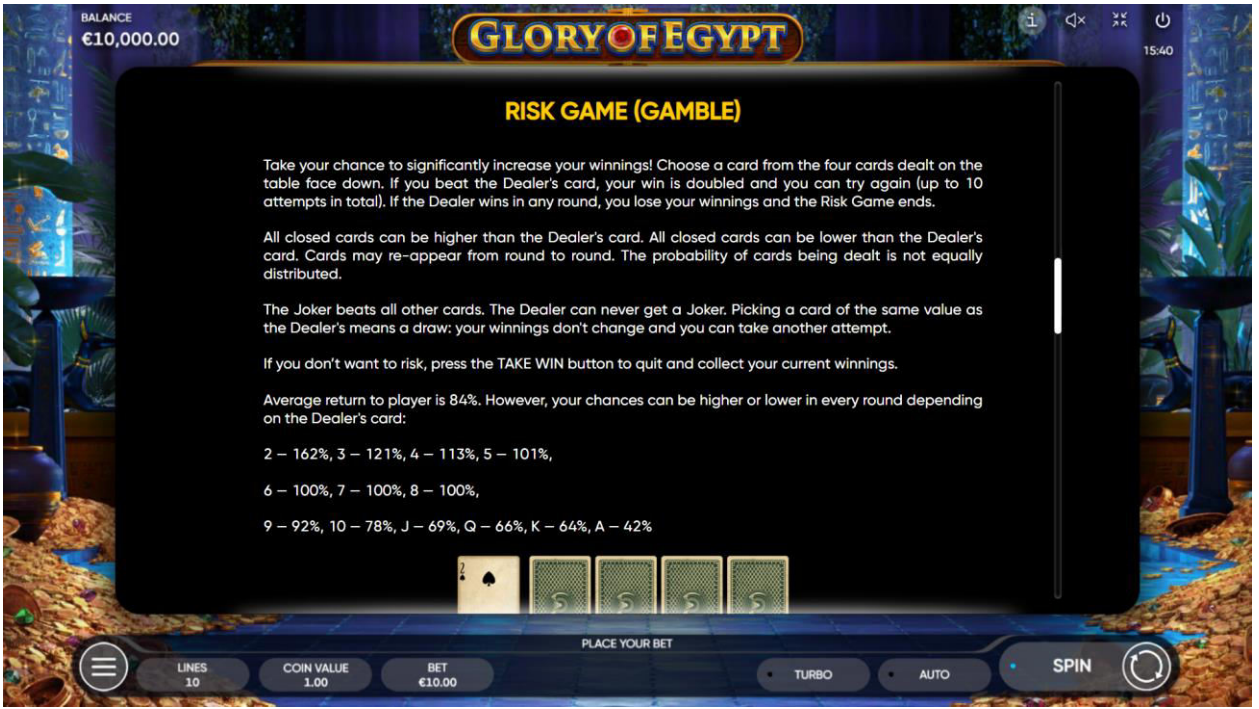 BALANCE
€10,000.00
GLORY OF EGYPT
15:40
RISK GAME (GAMBLE)
Take your chance to significantly increase your winnings! Choose a card from the four cards dealt on the
table face down. If you beat the Dealer's card, your win is doubled and you can try again (up to 10
attempts in total). If the Dealer wins in any round, you lose your winnings and the Risk Game ends.
All closed cards can be higher than the Dealer's card. All closed cards can be lower than the Dealer's
card. Cards may re-appear from round to round. The probability of cards being dealt is not equally
distributed.
The Joker beats all other cards. The Dealer can never get a Joker. Picking a card of the same value as
the Dealer's means a draw: your winnings don't change and you can take another attempt.
If you don't want to risk, press the TAKE WIN button to quit and collect your current winnings.
Average return to player is 84%. However, your chances can be higher or lower in every round depending
on the Dealer's card:
2 – 162%, 3 – 121%, 4 – 113%, 5 – 101%,
6 – 100%, 7 – 100%, 8 – 100%,
9 – 92%, 10 – 78%, J – 69%, Q – 66%, K – 64%, A – 42%
2
PLACE YOUR BET
LINES
10
COIN VALUE
1.00
BET
€10.00
TURBO
AUTO
SPIN